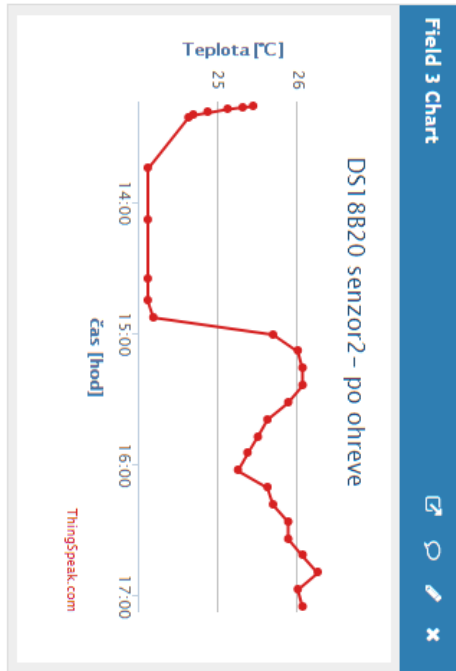 Field 3 Chart
DS18B20 senzor2- po ohreve
Teplota [°C]
26
25
14:00
15:00
16:00
17:00
čas [hod]
ThingSpeak.com